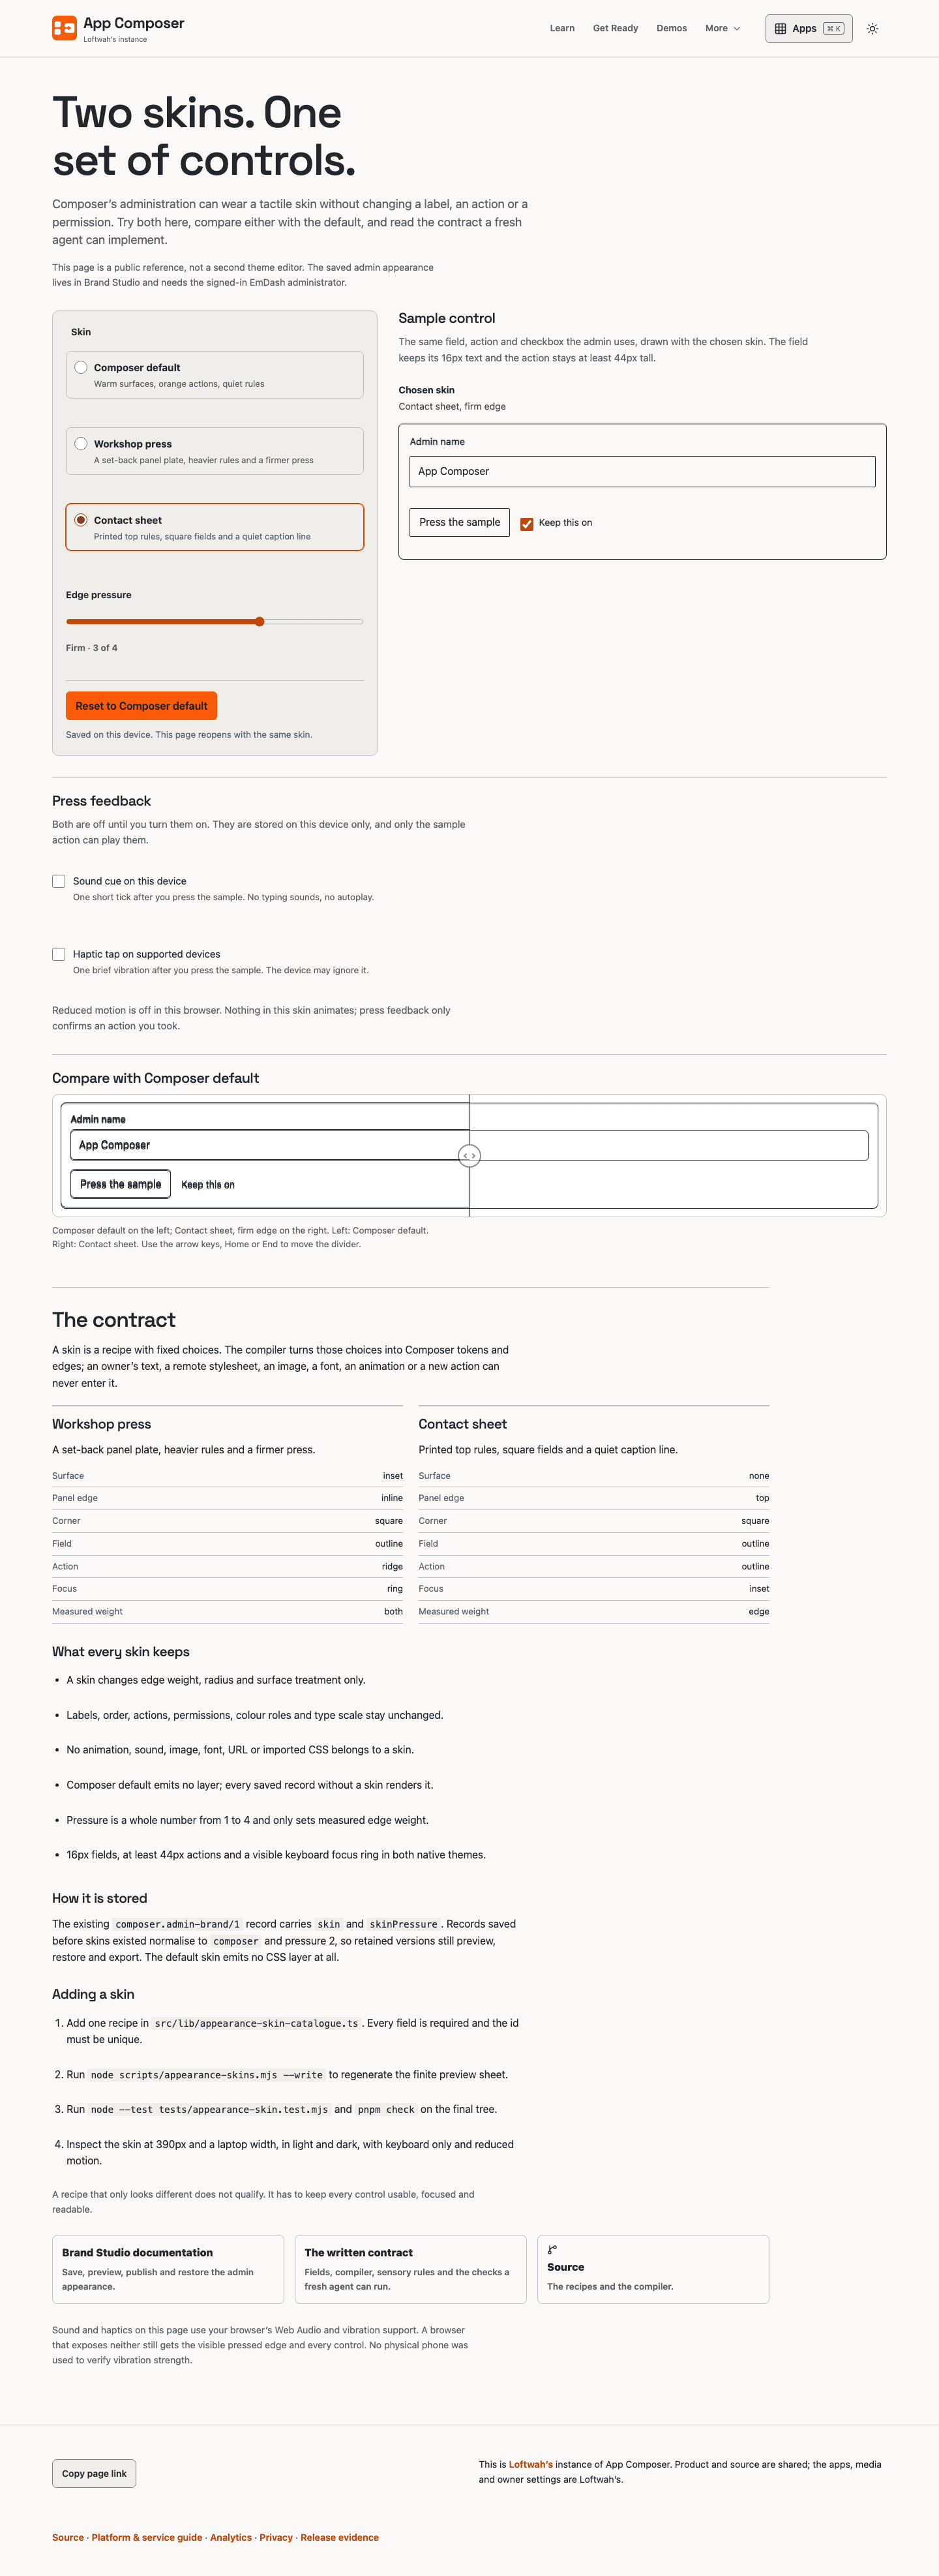 App Composer
Loftwah's instance
Learn
Get Ready
Demos
More
Apps
⌘ K
Two skins. One
set of controls.
Composer's administration can wear a tactile skin without changing a label, an action or a
permission. Try both here, compare either with the default, and read the contract a fresh
agent can implement.
This page is a public reference, not a second theme editor. The saved admin appearance
lives in Brand Studio and needs the signed-in EmDash administrator.
Skin
Composer default
Warm surfaces, orange actions, quiet rules
Workshop press
A set-back panel plate, heavier rules and a firmer press
Contact sheet
Printed top rules, square fields and a quiet caption line
Edge pressure
Firm · 3 of 4
Reset to Composer default
Saved on this device. This page reopens with the same skin.
Sample control
The same field, action and checkbox the admin uses, drawn with the chosen skin. The field
keeps its 16px text and the action stays at least 44px tall.
Chosen skin
Contact sheet, firm edge
Admin name
App Composer
Press the sample
Keep this on
Press feedback
Both are off until you turn them on. They are stored on this device only, and only the sample
action can play them.
Sound cue on this device
One short tick after you press the sample. No typing sounds, no autoplay.
Haptic tap on supported devices
One brief vibration after you press the sample. The device may ignore it.
Reduced motion is off in this browser. Nothing in this skin animates; press feedback only
confirms an action you took.
Compare with Composer default
Admin name
App Composer
Press the sample
Keep this on
Composer default on the left; Contact sheet, firm edge on the right. Left: Composer default.
Right: Contact sheet. Use the arrow keys, Home or End to move the divider.
The contract
A skin is a recipe with fixed choices. The compiler turns those choices into Composer tokens and
edges; an owner's text, a remote stylesheet, an image, a font, an animation or a new action can
never enter it.
Workshop press
A set-back panel plate, heavier rules and a firmer press.
Surface inset
Panel edge inline
Corner square
Field outline
Action ridge
Focus ring
Measured weight both
Contact sheet
Printed top rules, square fields and a quiet caption line.
Surface none
Panel edge top
Corner square
Field outline
Action outline
Focus inset
Measured weight edge
What every skin keeps
• A skin changes edge weight, radius and surface treatment only.
• Labels, order, actions, permissions, colour roles and type scale stay unchanged.
• No animation, sound, image, font, URL or imported CSS belongs to a skin.
• Composer default emits no layer; every saved record without a skin renders it.
• Pressure is a whole number from 1 to 4 and only sets measured edge weight.
• 16px fields, at least 44px actions and a visible keyboard focus ring in both native themes.
How it is stored
The existing composer.admin-brand/1 record carries skin and skinPressure. Records saved
before skins existed normalise to composer and pressure 2, so retained versions still preview,
restore and export. The default skin emits no CSS layer at all.
Adding a skin
1. Add one recipe in src/lib/appearance-skin-catalogue.ts. Every field is required and the id
must be unique.
2. Run node scripts/appearance-skins.mjs --write to regenerate the finite preview sheet.
3. Run node --test tests/appearance-skin.test.mjs and pnpm check on the final tree.
4. Inspect the skin at 390px and a laptop width, in light and dark, with keyboard only and reduced
motion.
A recipe that only looks different does not qualify. It has to keep every control usable, focused and
readable.
Brand Studio documentation
Save, preview, publish and restore the admin
appearance.
The written contract
Fields, compiler, sensory rules and the checks a
fresh agent can run.
Source
The recipes and the compiler.
Sound and haptics on this page use your browser's Web Audio and vibration support. A browser
that exposes neither still gets the visible pressed edge and every control. No physical phone was
used to verify vibration strength.
Copy page link
This is Loftwah's instance of App Composer. Product and source are shared; the apps, media
and owner settings are Loftwah's.
Source · Platform & service guide · Analytics · Privacy · Release evidence